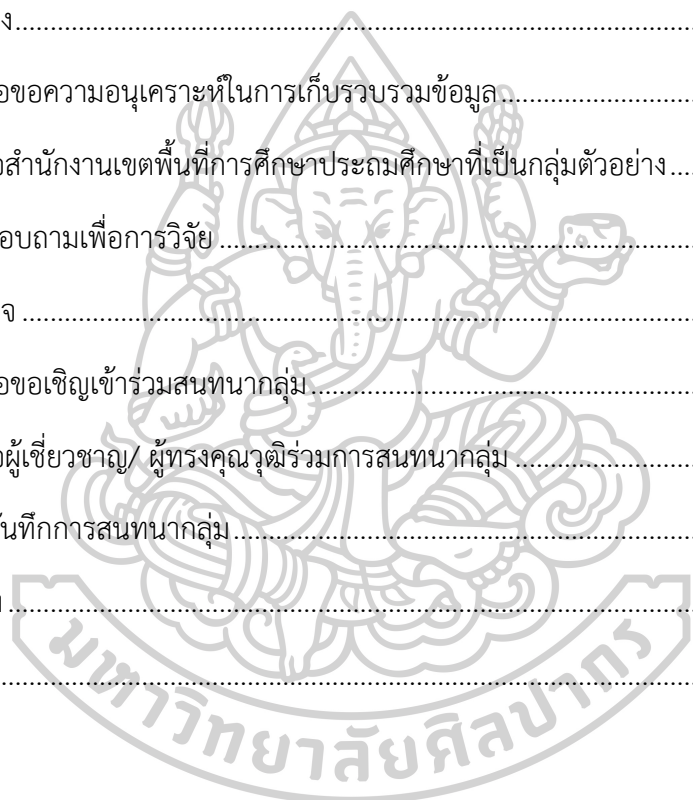 ง................................................................
อขอความอนุเคราะห์ในการเก็บรวบรวมข้อมูล....................
อสำนักงานเขตพื้นที่การศึกษาประถมศึกษาที่เป็นกลุ่มตัวอย่าง....
อบถามเพื่อการวิจัย................................................
จ................................................................
อขอเชิญเข้าร่วมสนทนากลุ่ม........................................
อผู้เชี่ยวชาญ/ ผู้ทรงคุณวุฒิร่วมการสนทนากลุ่ม..................
ันทึกการสนทนากลุ่ม...............................................
................................................................
................................................................
มหาวิทยาลัยศิลปากร